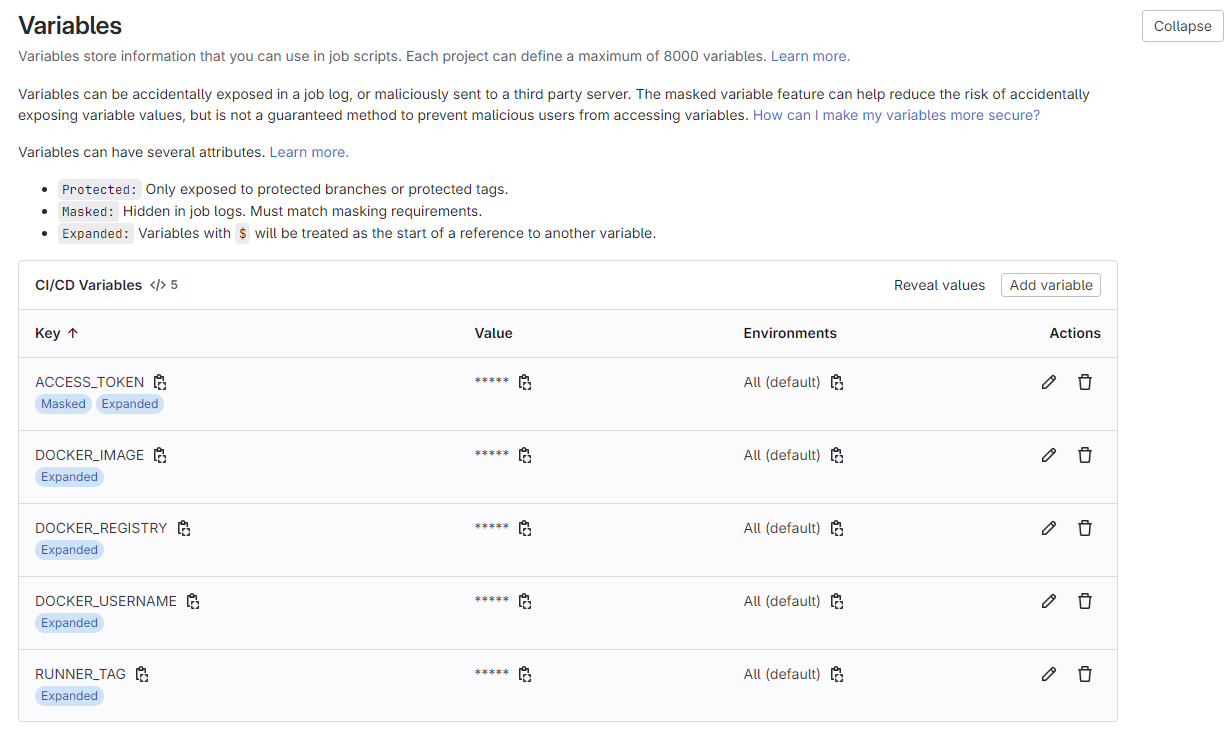 Variables
Collapse
Variables store information that you can use in job scripts. Each project can define a maximum of 8000 variables. Learn more.
Variables can be accidentally exposed in a job log, or maliciously sent to a third party server. The masked variable feature can help reduce the risk of accidentally
exposing variable values, but is not a guaranteed method to prevent malicious users from accessing variables. How can I make my variables more secure?
Variables can have several attributes. Learn more.
Protected: Only exposed to protected branches or protected tags.
Masked: Hidden in job logs. Must match masking requirements.
Expanded: Variables with $ will be treated as the start of a reference to another variable.
CI/CD Variables </> 5 Reveal values Add variable
Key ↑ Value Environments Actions
ACCESS_TOKEN ***** All (default)
Masked Expanded
DOCKER_IMAGE ***** All (default)
Expanded
DOCKER_REGISTRY ***** All (default)
Expanded
DOCKER_USERNAME ***** All (default)
Expanded
RUNNER_TAG ***** All (default)
Expanded